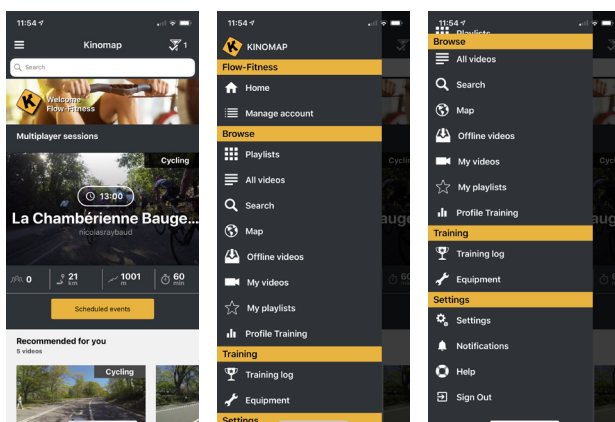 11:54
Kinomap
1
Search
Welcome
Flow-Fitness
Multiplayer sessions
Cycling
13:00
La Chambérienne Bauge...
nicolasraybaud
0
21
km
1001
m
60
min
Scheduled events
Recommended for you
5 videos
Cycling
11:54
KINOMAP
Flow-Fitness
Home
Manage account
Browse
Playlists
All videos
Search
Map
Offline videos
My videos
My playlists
Profile Training
Training
Training log
Equipment
Settings
11:54
Playlists
Browse
All videos
Search
Map
Offline videos
My videos
My playlists
Profile Training
Training
Training log
Equipment
Settings
Settings
Notifications
Help
Sign Out